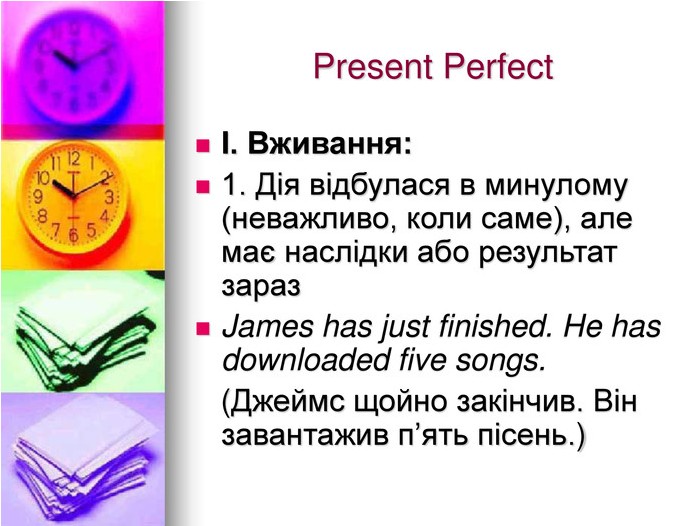 Present Perfect
І. Вживання:
1. Дія відбулася в минулому
(неважливо, коли саме), але
має наслідки або результат
зараз
James has just finished. He has
downloaded five songs.
(Джеймс щойно закінчив. Він
завантажив п’ять пісень.)